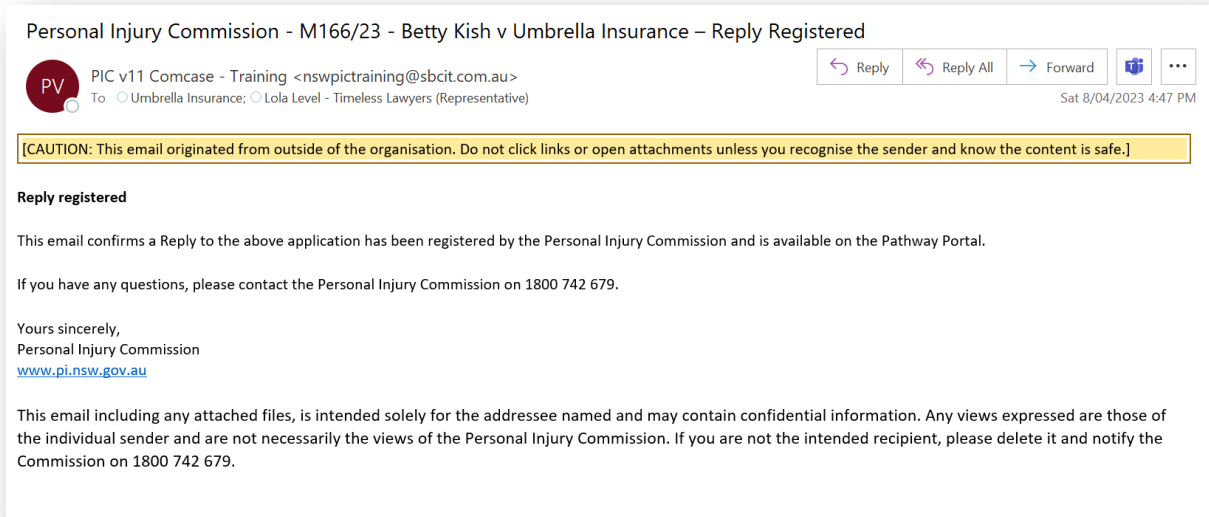 Personal Injury Commission - M166/23 - Betty Kish v Umbrella Insurance – Reply Registered
PV
PIC v11 Comcase - Training <nswpictraining@sbcit.com.au>
To Umbrella Insurance; Lola Level - Timeless Lawyers (Representative)
Reply
Reply All
Forward
Sat 8/04/2023 4:47 PM
[CAUTION: This email originated from outside of the organisation. Do not click links or open attachments unless you recognise the sender and know the content is safe.]
Reply registered
This email confirms a Reply to the above application has been registered by the Personal Injury Commission and is available on the Pathway Portal.
If you have any questions, please contact the Personal Injury Commission on 1800 742 679.
Yours sincerely,
Personal Injury Commission
www.pi.nsw.gov.au
This email including any attached files, is intended solely for the addressee named and may contain confidential information. Any views expressed are those of
the individual sender and are not necessarily the views of the Personal Injury Commission. If you are not the intended recipient, please delete it and notify the
Commission on 1800 742 679.